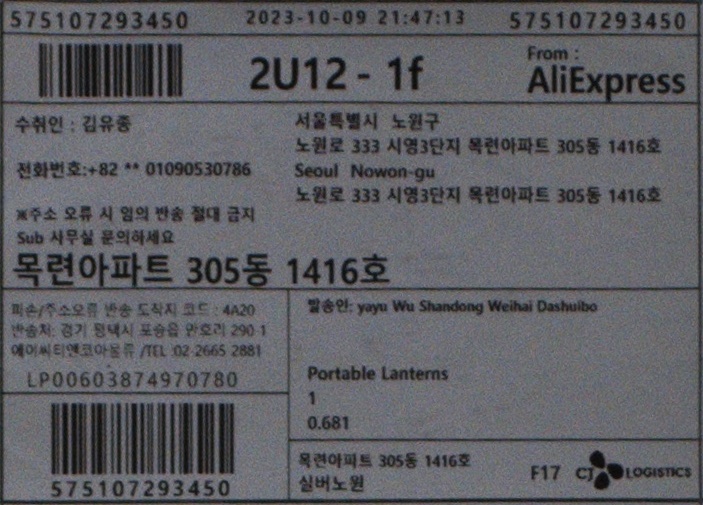 575107293450 2023-10-09 21:47:13 575107293450
2U12 - 1f
From :
AliExpress
수취인 : 김유종
전화번호:+82 ** 01090530786
※주소 오류 시 임의 반송 절대 금지
Sub 사무실 문의하세요
서울특별시 노원구
노원로 333 시영3단지 목련아파트 305동 1416호
Seoul Nowon-gu
노원로 333 시영3단지 목련아파트 305동 1416호
목련아파트 305동 1416호
파손/주소오류 반송 도착지 코드 : 4A20
반송처: 경기 평택시 포승읍 만호리 290-1
에이씨티앤코아물류 /TEL :02-2665-2881
LP00603874970780
575107293450
발송인: yayu Wu Shandong Weihai Dashuibo
Portable Lanterns
1
0.681
목련아파트 305동 1416호
실버노원
F17 CJ LOGISTICS